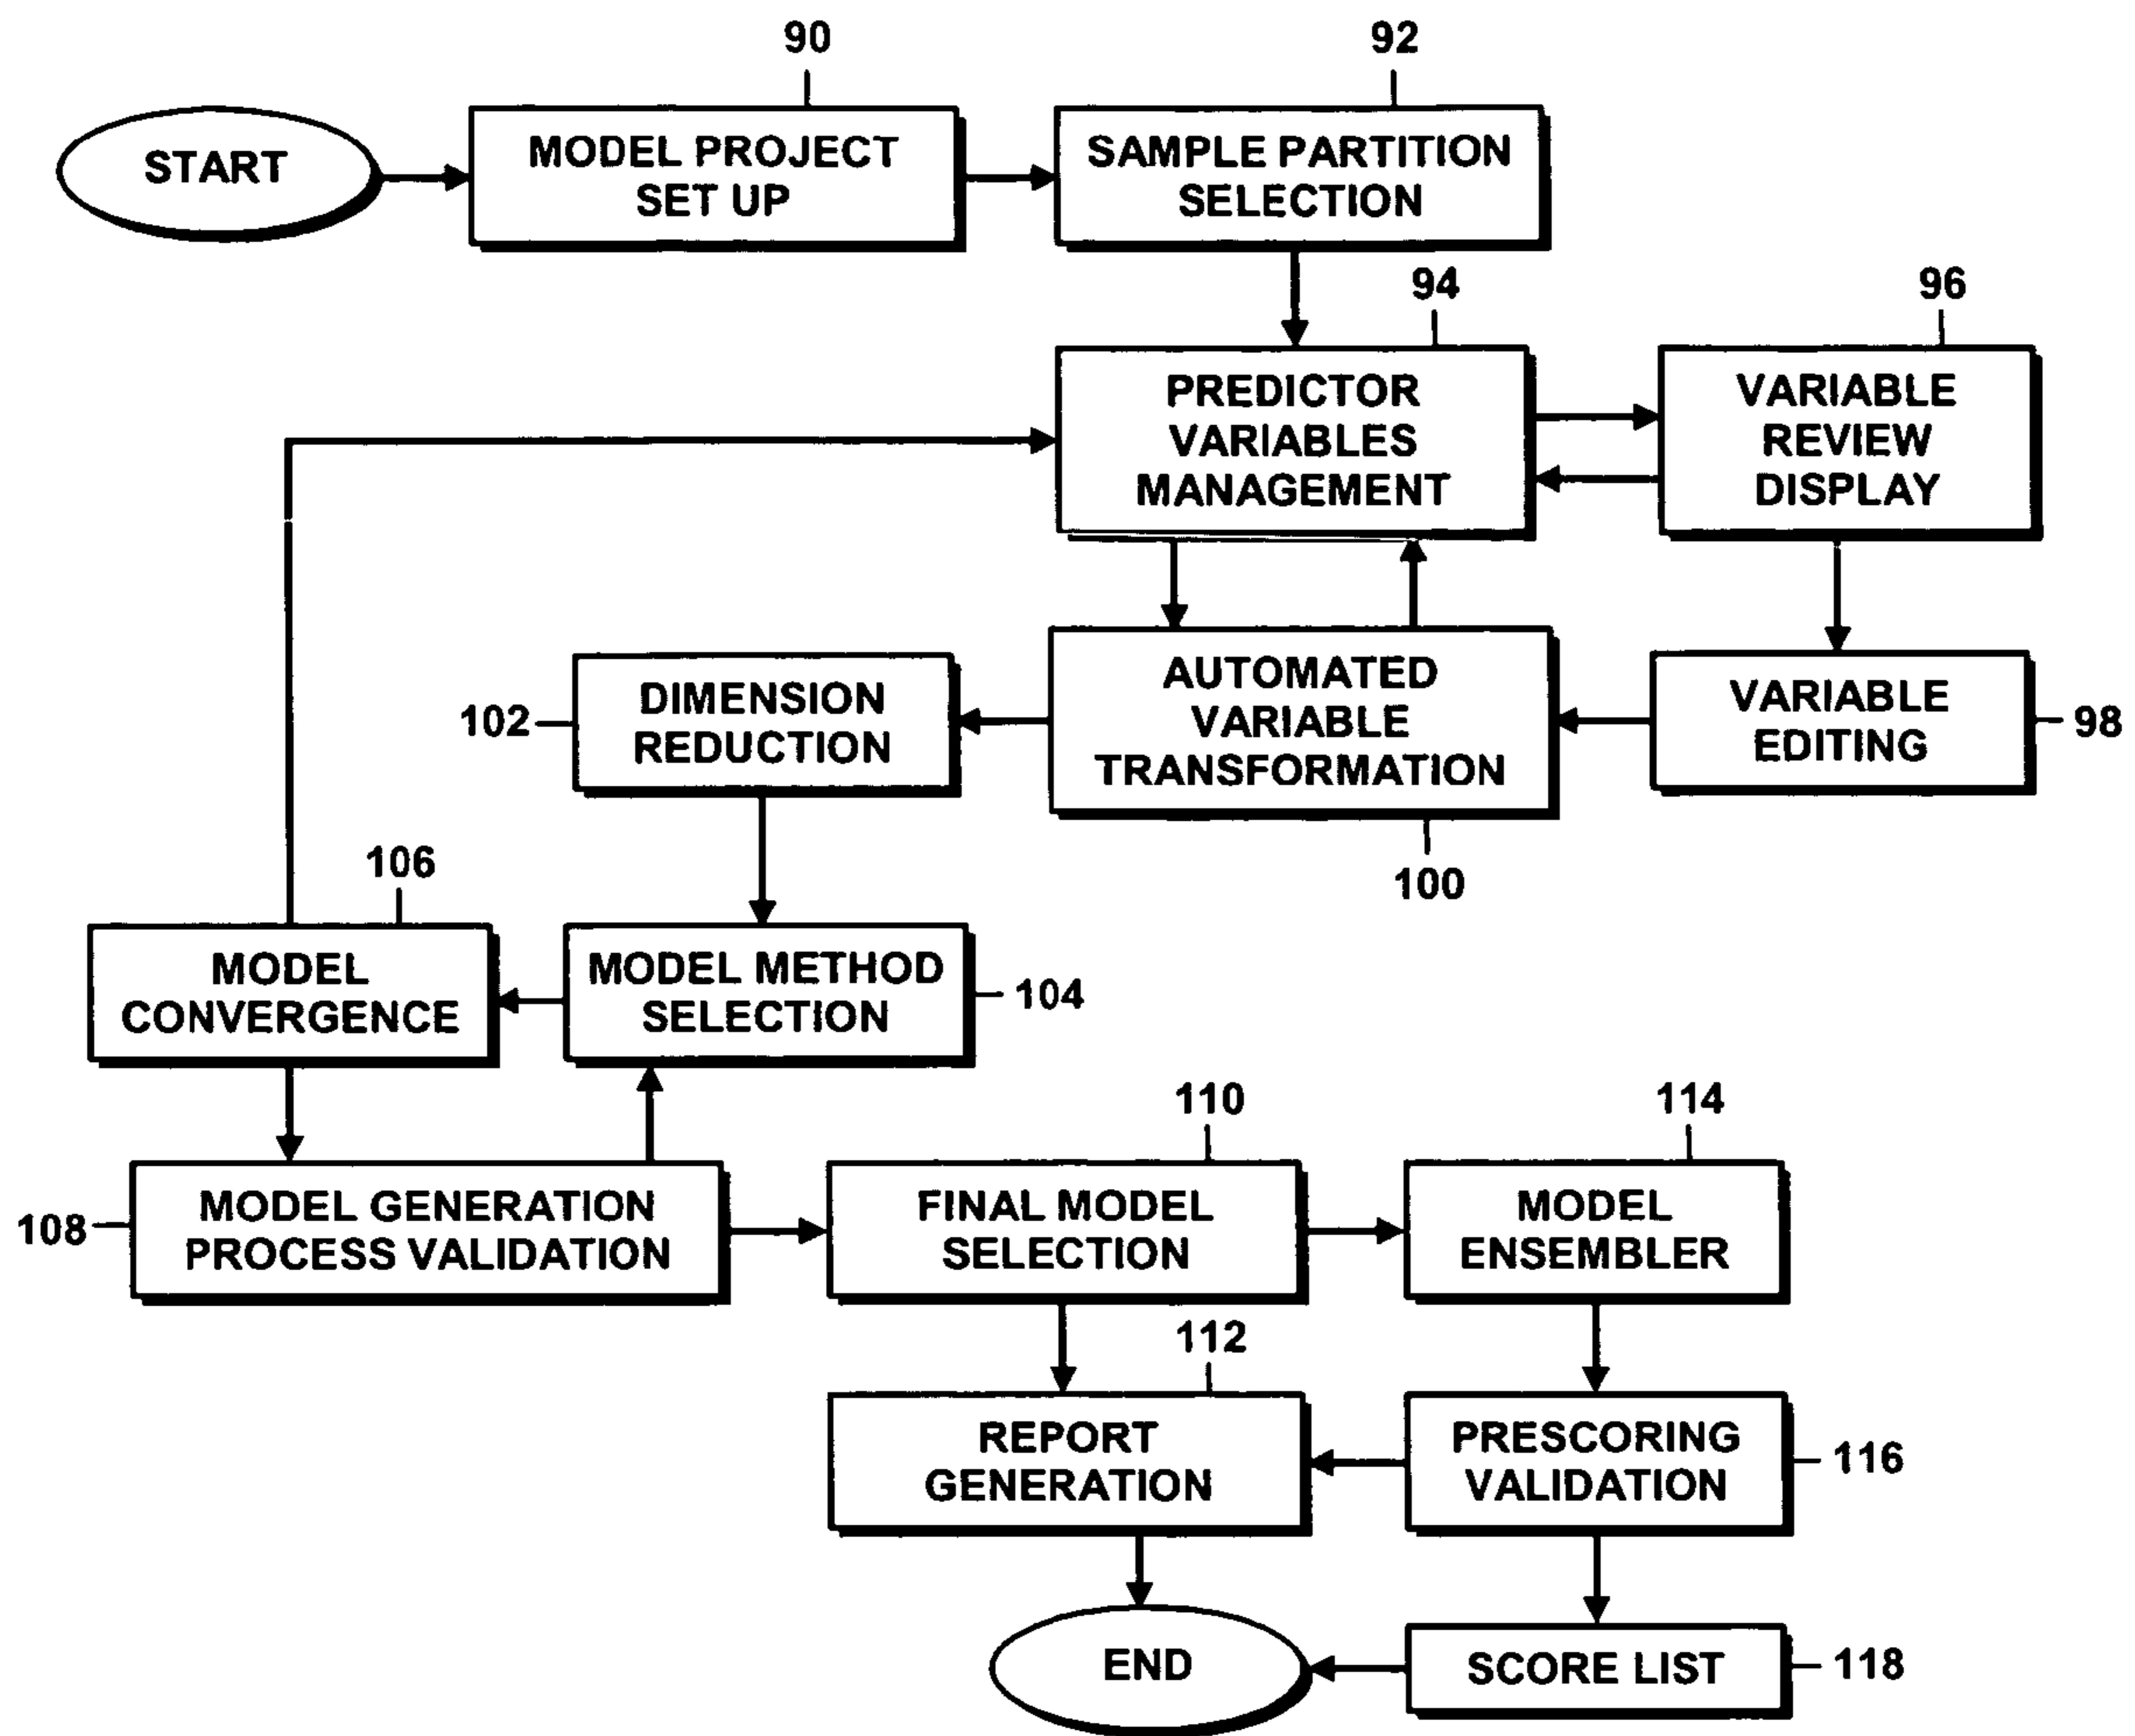 90
92
START
MODEL PROJECT
SET UP
SAMPLE PARTITION
SELECTION
94
96
PREDICTOR
VARIABLES
MANAGEMENT
VARIABLE
REVIEW
DISPLAY
102
DIMENSION
REDUCTION
AUTOMATED
VARIABLE
TRANSFORMATION
VARIABLE
EDITING
98
100
106
MODEL
CONVERGENCE
MODEL METHOD
SELECTION
104
110
114
108
MODEL GENERATION
PROCESS VALIDATION
FINAL MODEL
SELECTION
MODEL
ENSEMBLER
112
REPORT
GENERATION
PRESCORING
VALIDATION
116
END
SCORE LIST
118